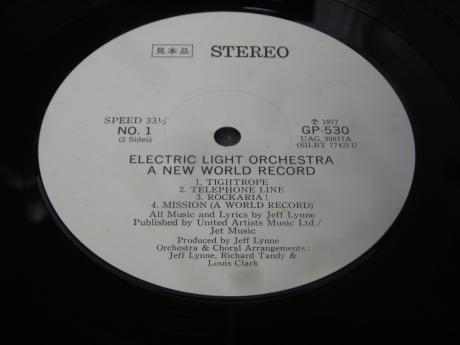 見本品 STEREO
SPEED 33⅓ ℗ 1977
NO. 1 GP-530
(2 Sides) UAG. 30017A
(SILBT 7742) U
ELECTRIC LIGHT ORCHESTRA
A NEW WORLD RECORD
1. TIGHTROPE
2. TELEPHONE LINE
3. ROCKARIA!
4. MISSION (A WORLD RECORD)
All Music and Lyrics by Jeff Lynne
Published by United Artists Music Ltd./
Jet Music
Produced by Jeff Lynne
Orchestra & Choral Arrangements:
Jeff Lynne, Richard Tandy &
Louis Clark